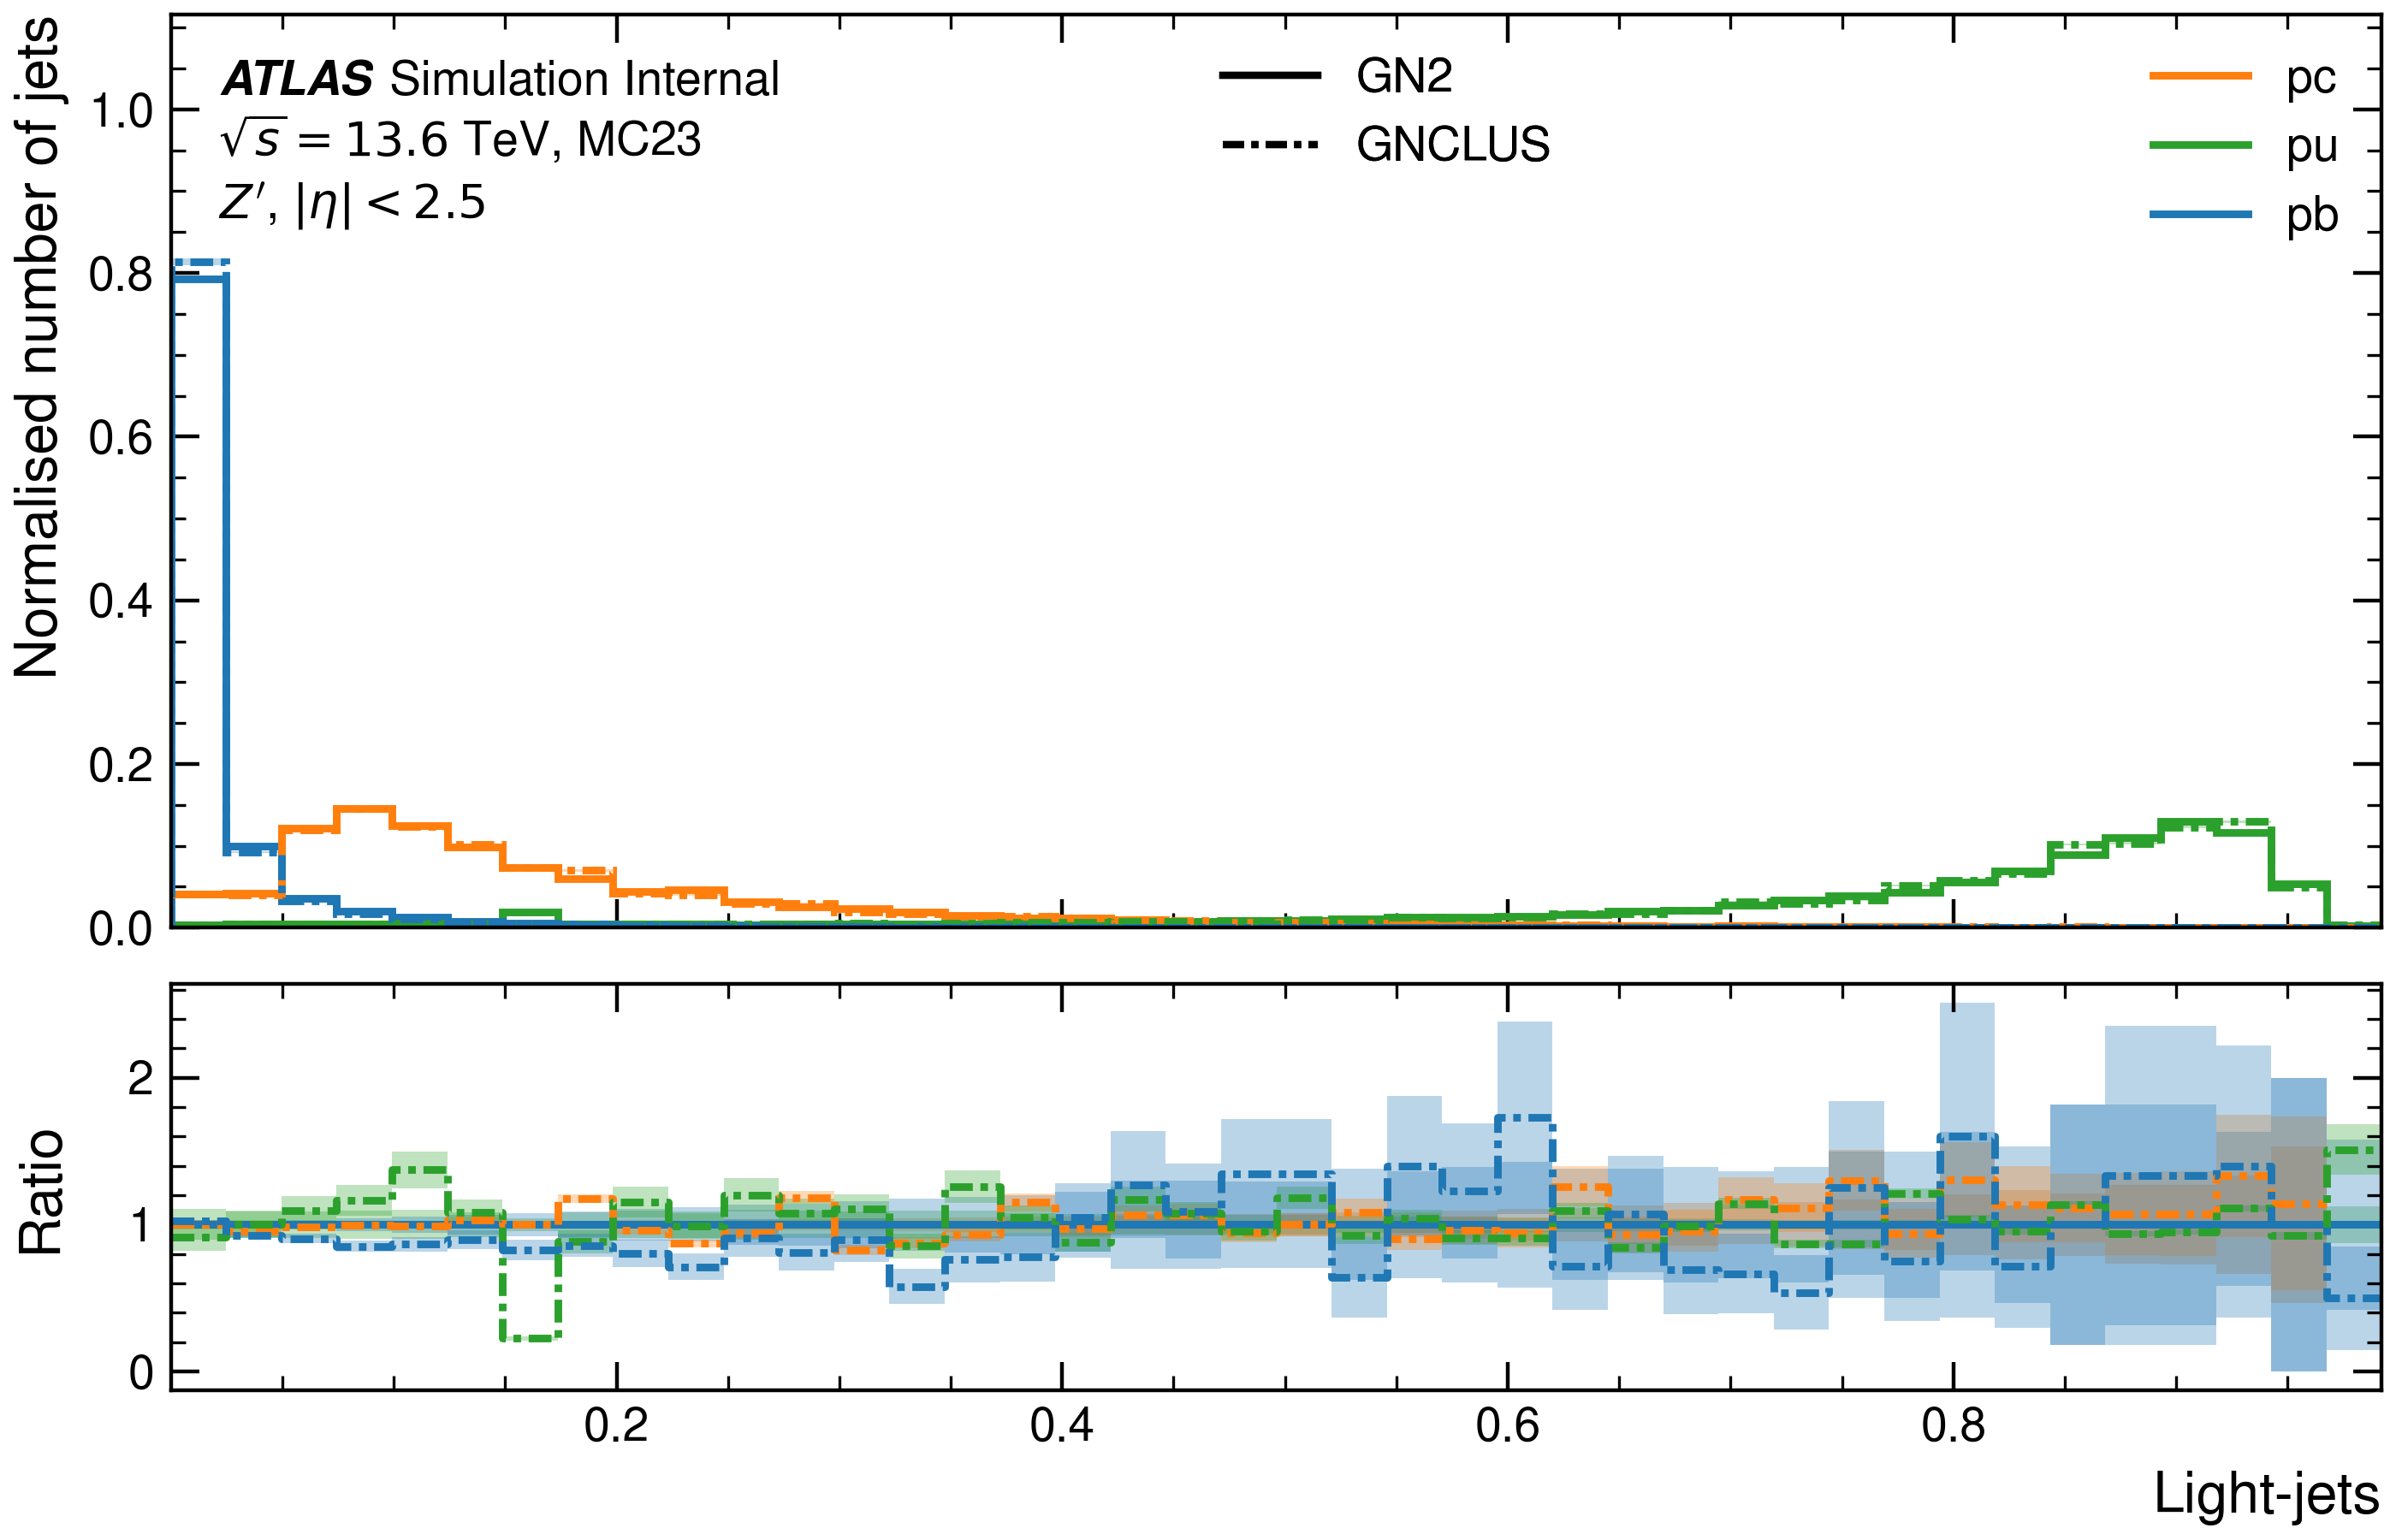 Normalised number of jets
ATLAS Simulation Internal
√s = 13.6 TeV, MC23
Z′, |η| < 2.5
GN2
GNCLUS
pc
pu
pb
1.0
0.8
0.6
0.4
0.2
0.0
Ratio
2
1
0
0.2 0.4 0.6 0.8
Light-jets